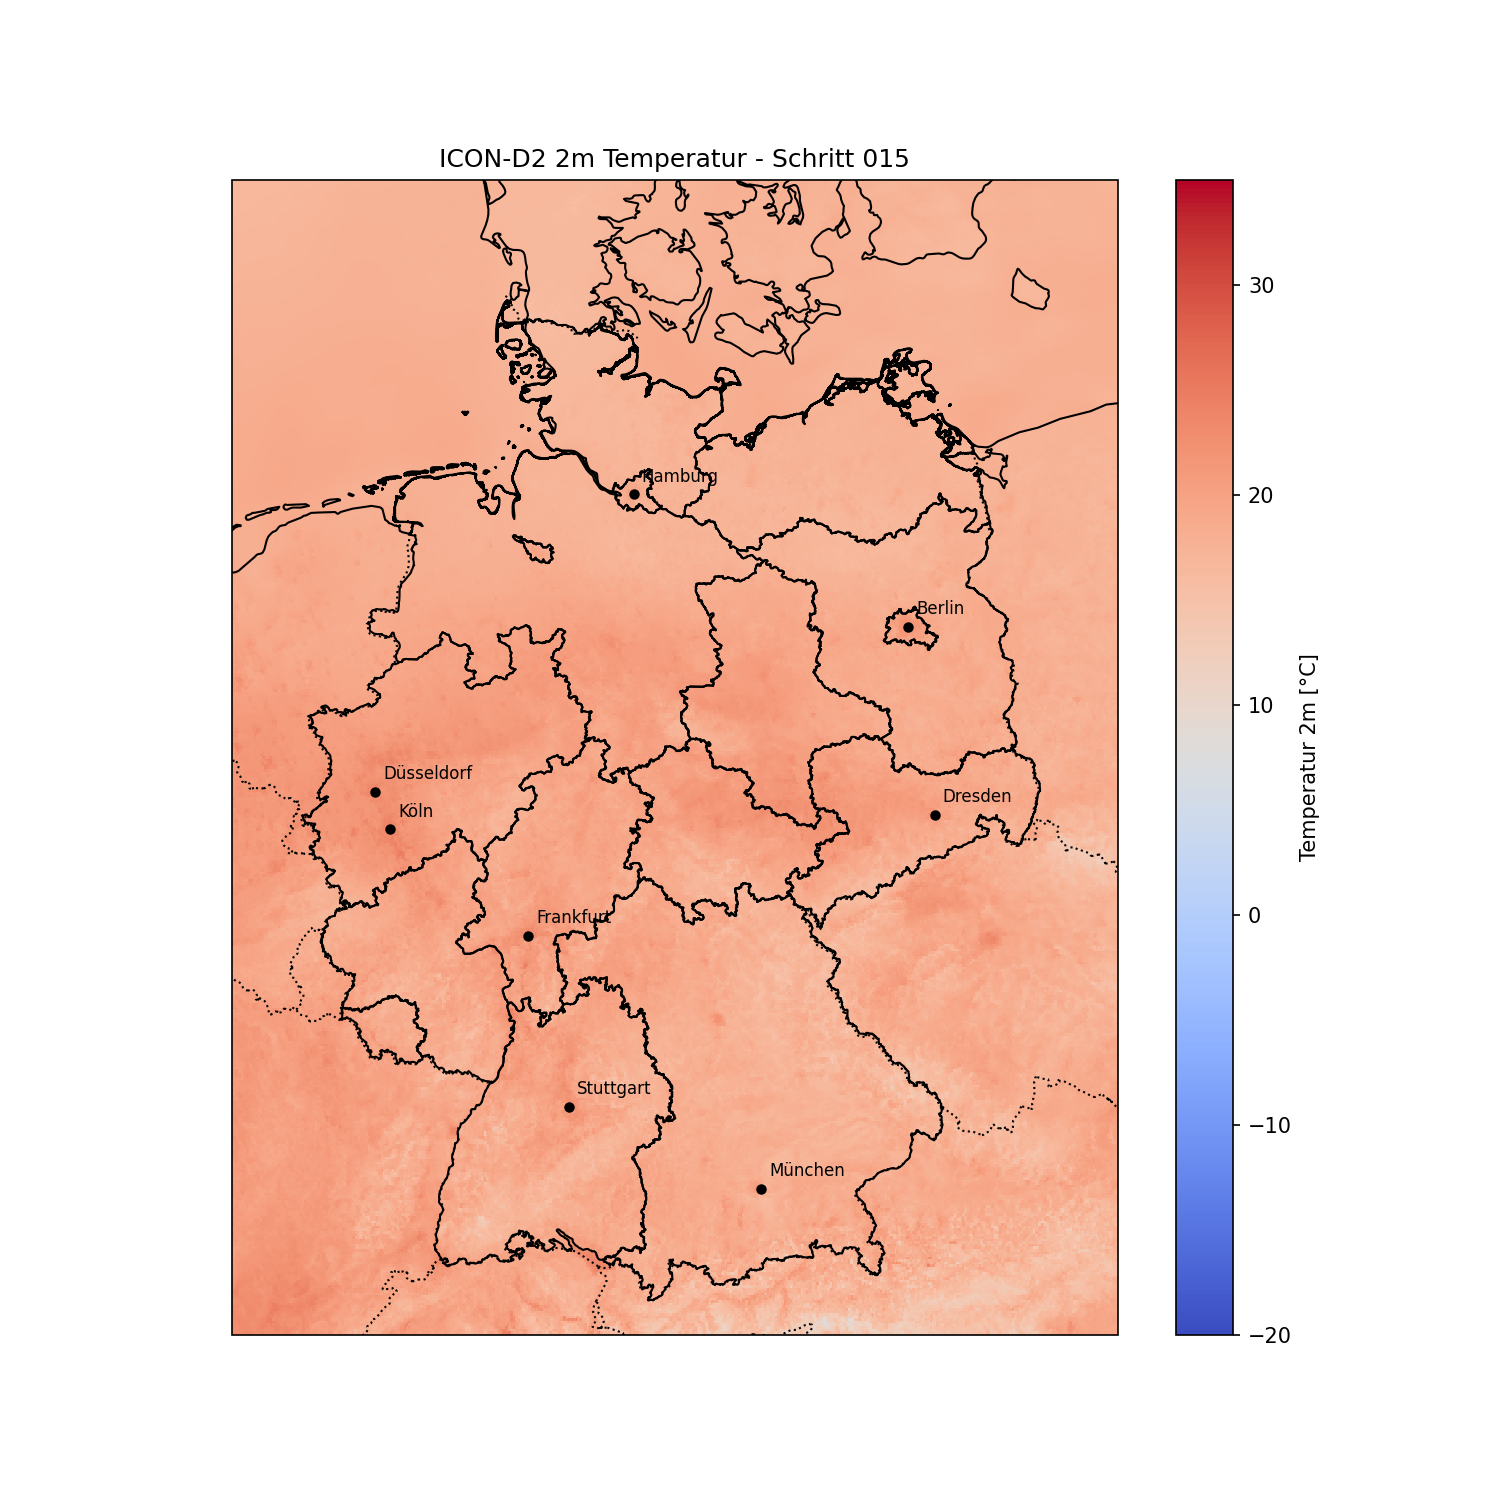 ICON-D2 2m Temperatur - Schritt 015
Hamburg
Berlin
Düsseldorf
Köln
Dresden
Frankfurt
Stuttgart
München
30
20
10
0
−10
−20
Temperatur 2m [°C]